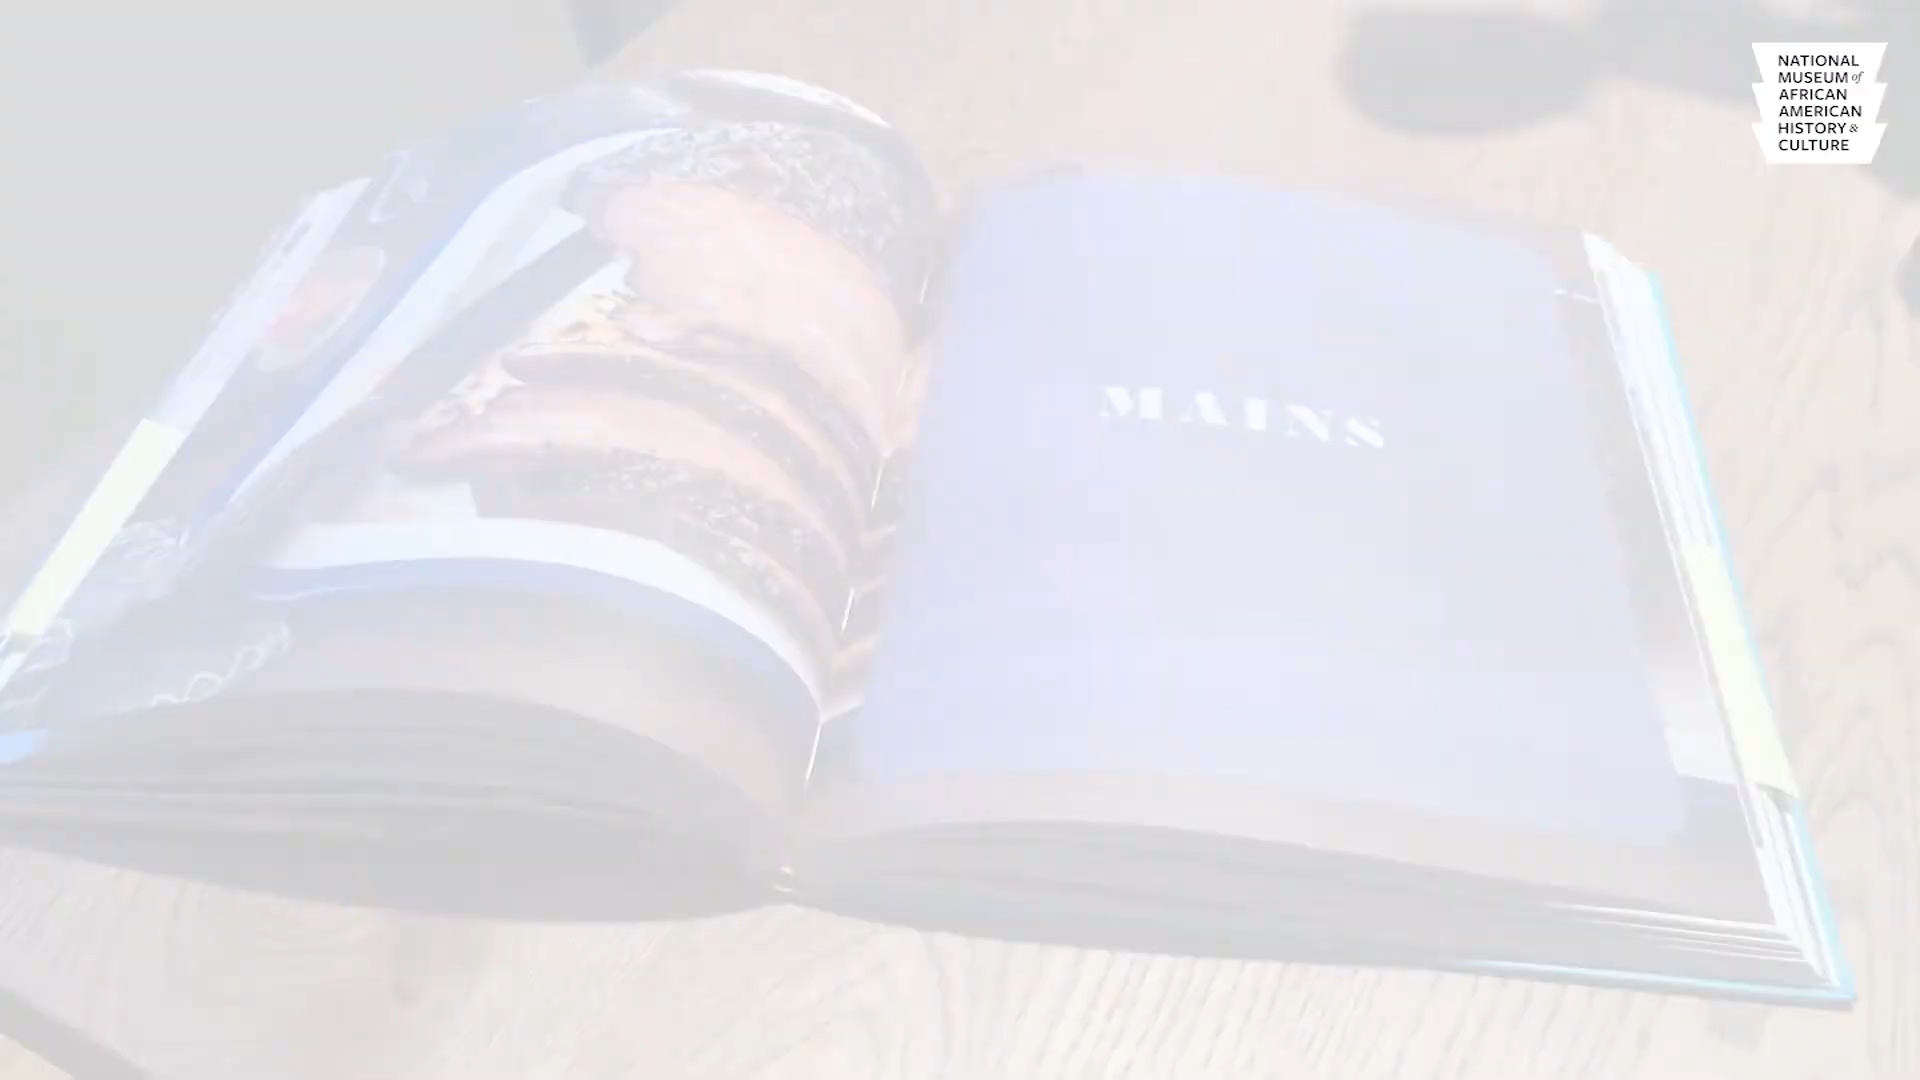 NATIONAL
MUSEUM of
AFRICAN
AMERICAN
HISTORY &
CULTURE
MAINS